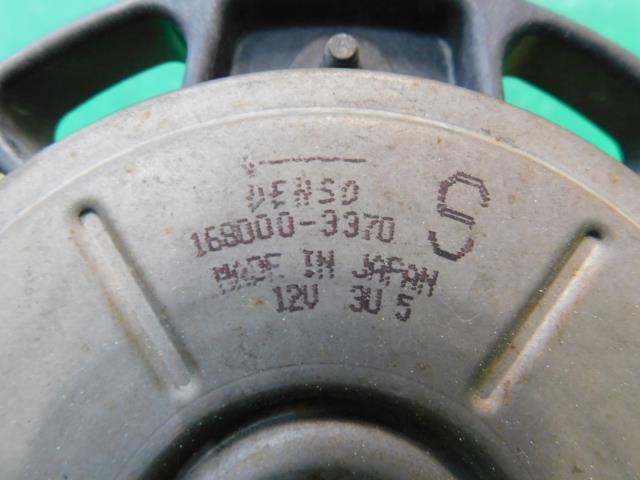 DENSO
168000-3370
S
MADE IN JAPAN
12V 3U 5